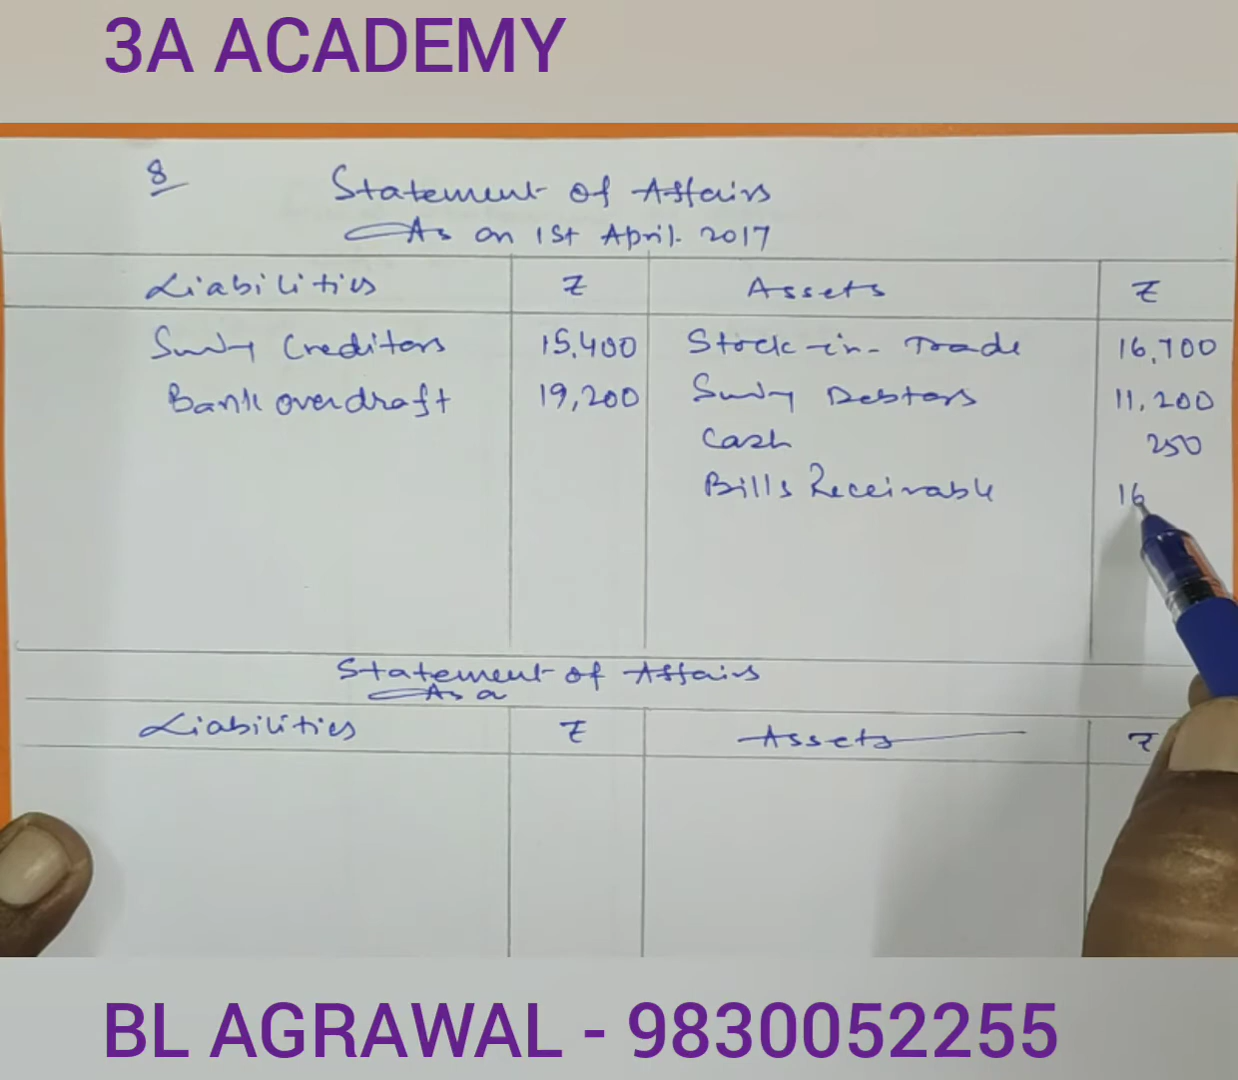 3A ACADEMY
8 Statement of Affairs
As on 1st April. 2017
Liabilities ₹ Assets ₹
Sundry Creditors 15,400 Stock-in-Trade 16,700
Bank overdraft 19,200 Sundry Debtors 11,200
Cash 250
Bills Receivable 16
Statement of Affairs
As o
Liabilities ₹ Assets ₹
BL AGRAWAL - 9830052255